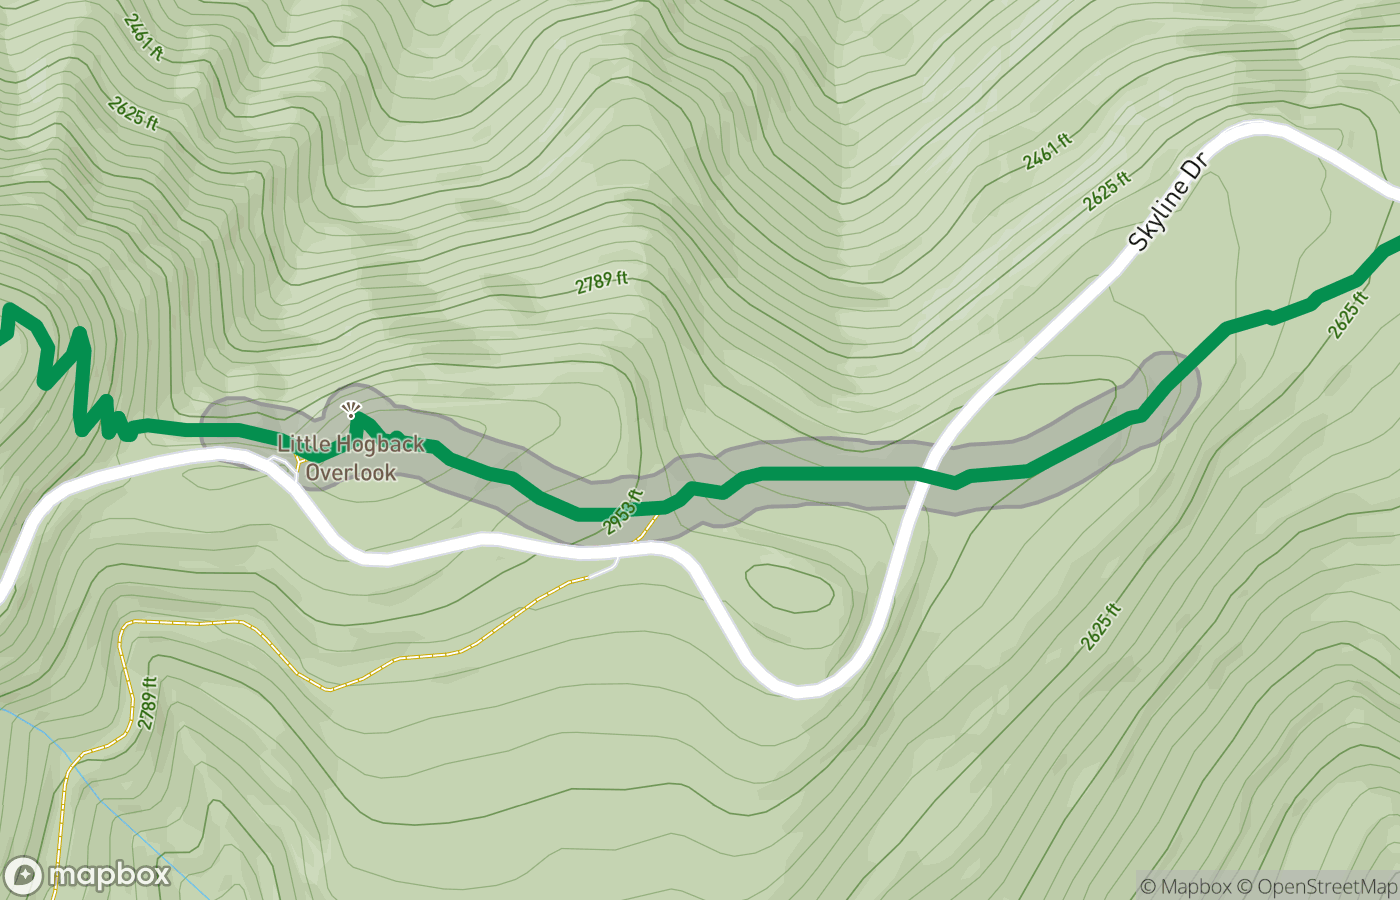 2461 ft
2625 ft
2461 ft
2625 ft
Skyline Dr
2789 ft
2625 ft
Little Hogback
Overlook
2953 ft
2625 ft
2789 ft
mapbox
© Mapbox © OpenStreetMap